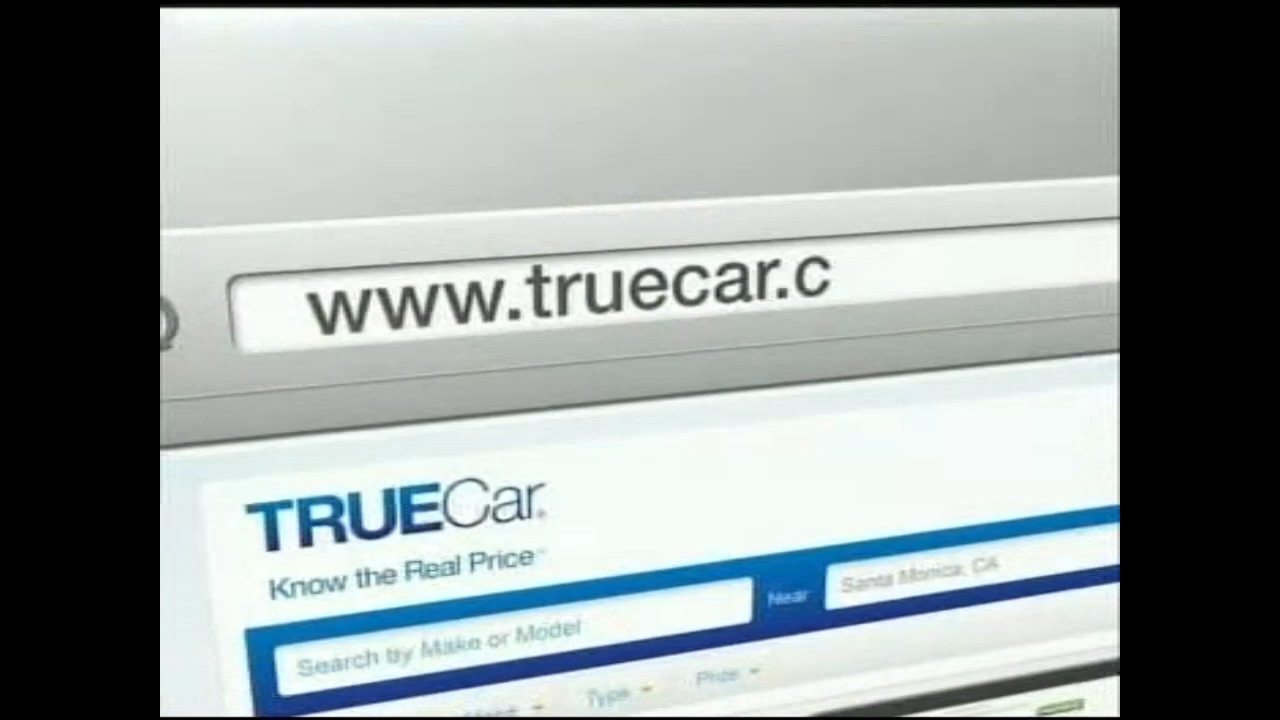 www.truecar.c
TRUECar®
Know the Real Price
Search by Make or Model
Near
Santa Monica, CA
Type
Price